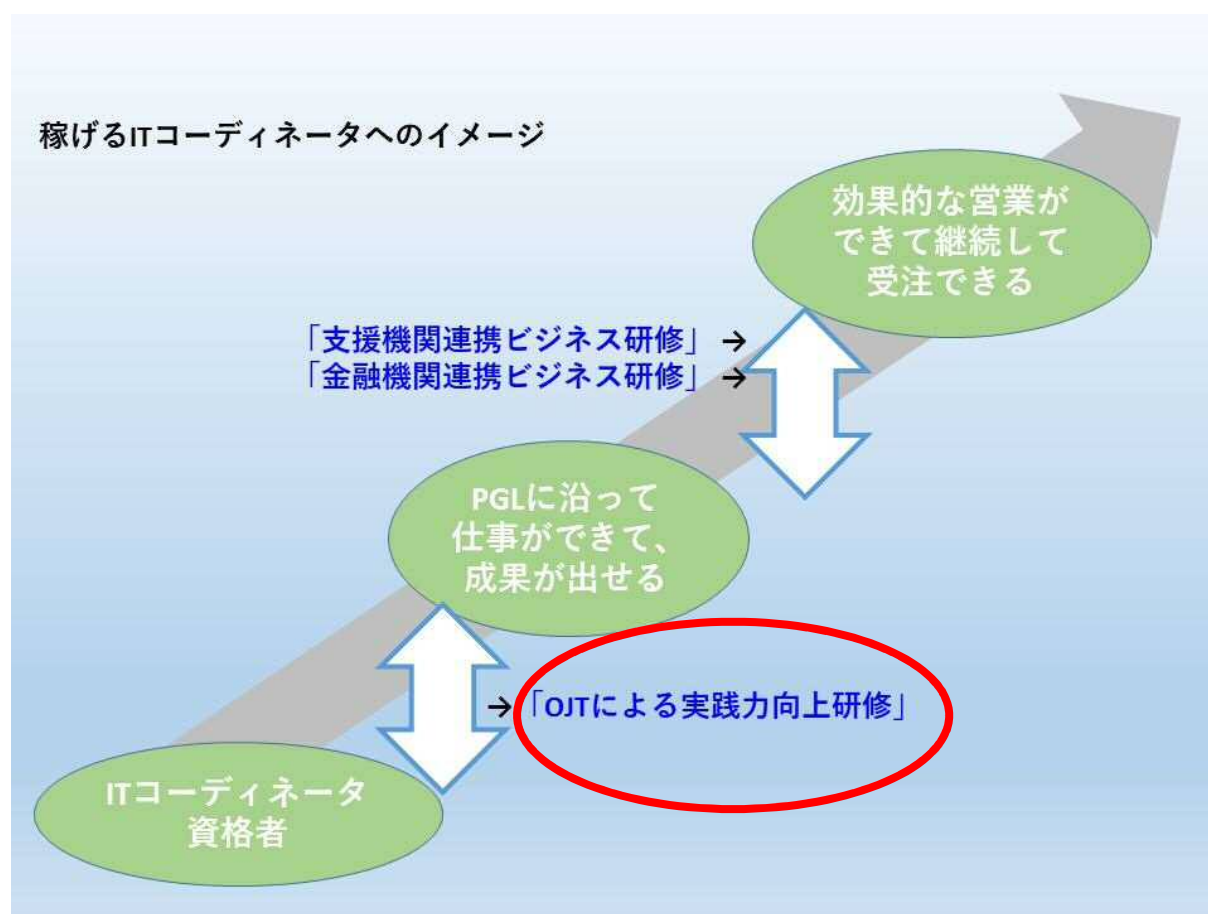 稼げるITコーディネータへのイメージ
効果的な営業が
できて継続して
受注できる
「支援機関連携ビジネス研修」 →
「金融機関連携ビジネス研修」 →
PGLに沿って
仕事ができて、
成果が出せる
→ 「OJTによる実践力向上研修」
ITコーディネータ
資格者